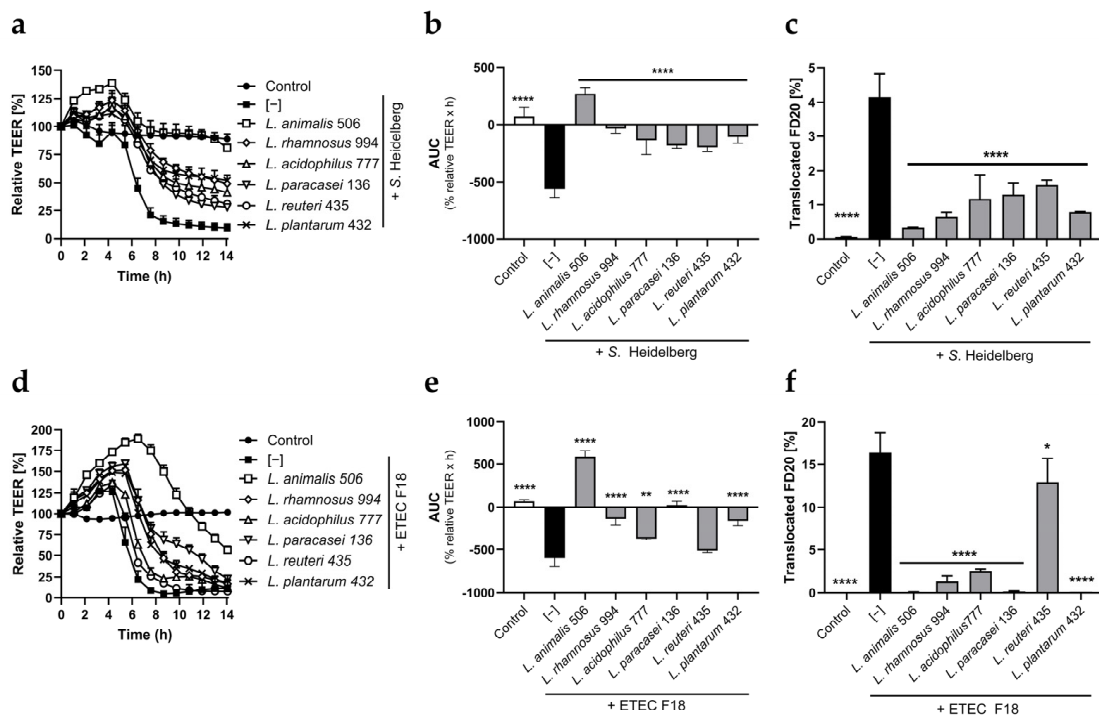 a
Relative TEER [%]
150
125
100
75
50
25
0
0 2 4 6 8 10 12 14
Time (h)
Control
[−]
L. animalis 506
L. rhamnosus 994
L. acidophilus 777
L. paracasei 136
L. reuteri 435
L. plantarum 432
+ S. Heidelberg
b
AUC
(% relative TEER x h)
500
0
-500
-1000
****
****
Control
[−]
L. animalis 506
L. rhamnosus 994
L. acidophilus 777
L. paracasei 136
L. reuteri 435
L. plantarum 432
+ S. Heidelberg
c
Translocated FD20 [%]
5
4
3
2
1
0
****
****
Control
[−]
L. animalis 506
L. rhamnosus 994
L. acidophilus 777
L. paracasei 136
L. reuteri 435
L. plantarum 432
+ S. Heidelberg
d
Relative TEER [%]
200
175
150
125
100
75
50
25
0
0 2 4 6 8 10 12 14
Time (h)
Control
[−]
L. animalis 506
L. rhamnosus 994
L. acidophilus 777
L. paracasei 136
L. reuteri 435
L. plantarum 432
+ ETEC F18
e
AUC
(% relative TEER x h)
1000
500
0
-500
-1000
****
****
****
**
****
****
Control
[−]
L. animalis 506
L. rhamnosus 994
L. acidophilus 777
L. paracasei 136
L. reuteri 435
L. plantarum 432
+ ETEC F18
f
Translocated FD20 [%]
20
15
10
5
0
****
****
*
****
Control
[−]
L. animalis 506
L. rhamnosus 994
L. acidophilus777
L. paracasei 136
L. reuteri 435
L. plantarum 432
+ ETEC F18